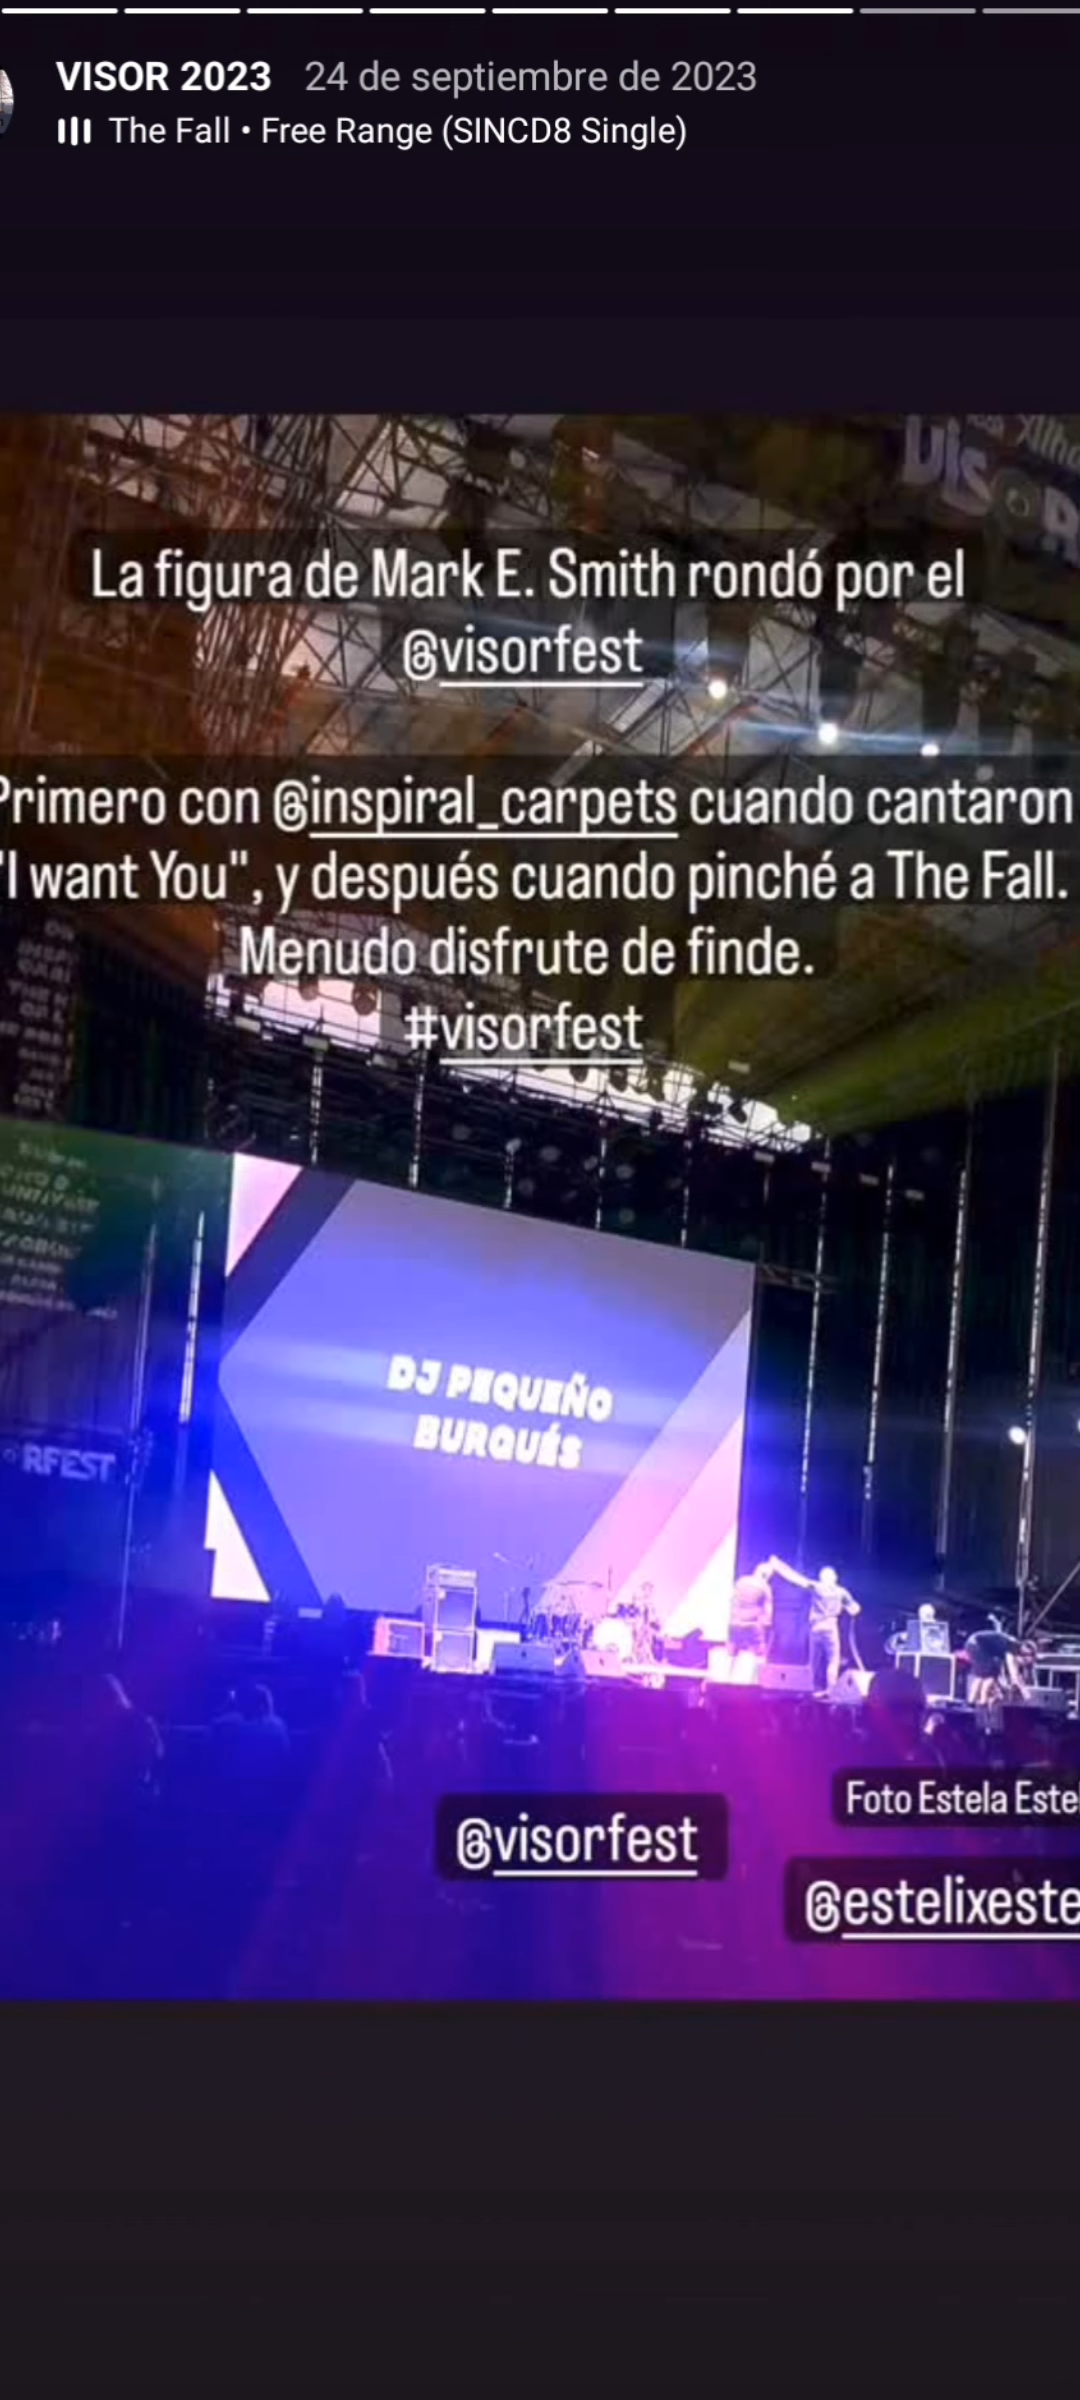 VISOR 2023 24 de septiembre de 2023
The Fall • Free Range (SINCD8 Single)
VISOR
La figura de Mark E. Smith rondó por el
@visorfest
Primero con @inspiral_carpets cuando cantaron
"I want You", y después cuando pinché a The Fall.
Menudo disfrute de finde.
#visorfest
DJ PEQUEÑO
BURGUÉS
RFEST
Foto Estela Este
@visorfest
@estelixeste